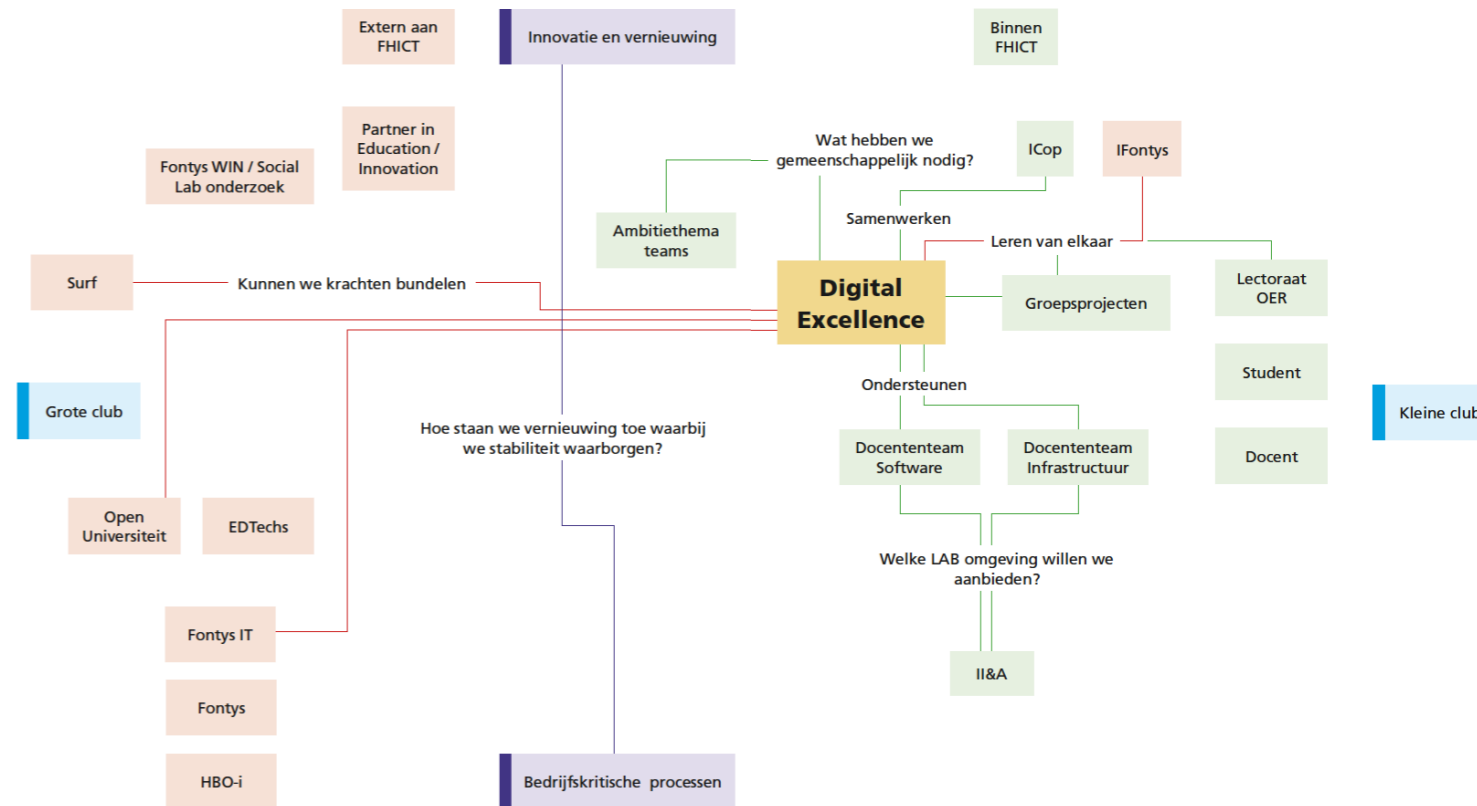 Extern aan
FHICT
Innovatie en vernieuwing
Binnen
FHICT
Partner in
Education /
Innovation
Fontys WIN / Social
Lab onderzoek
Wat hebben we
gemeenschappelijk nodig?
ICop
IFontys
Ambitiethema
teams
Samenwerken
Leren van elkaar
Surf
Kunnen we krachten bundelen
Digital
Excellence
Groepsprojecten
Lectoraat
OER
Student
Grote club
Hoe staan we vernieuwing toe waarbij
we stabiliteit waarborgen?
Ondersteunen
Kleine club
Docententeam
Software
Docententeam
Infrastructuur
Docent
Open
Universiteit
EDTechs
Welke LAB omgeving willen we
aanbieden?
Fontys IT
II&A
Fontys
HBO-i
Bedrijfskritische processen